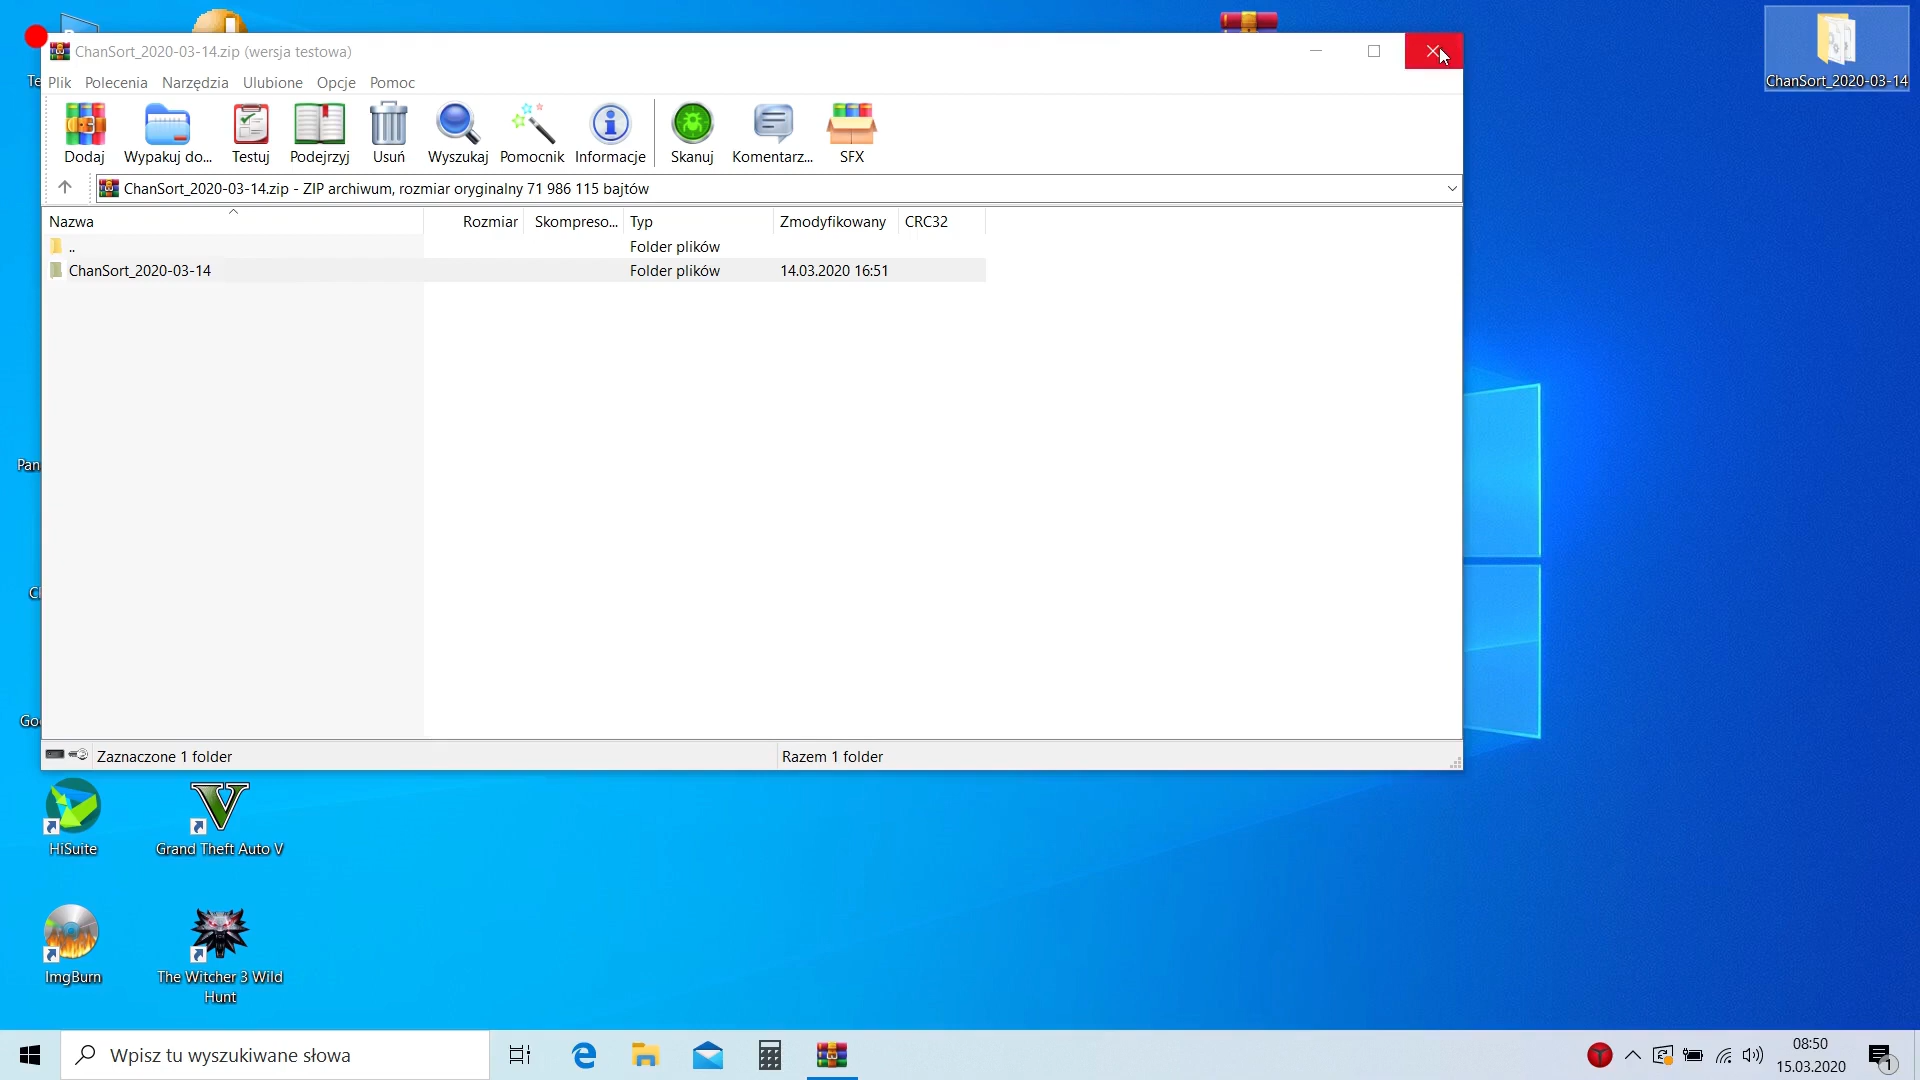 ChanSort_2020-03-14.zip (wersja testowa)
Plik Polecenia Narzędzia Ulubione Opcje Pomoc
Dodaj Wypakuj do... Testuj Podejrzyj Usuń Wyszukaj Pomocnik Informacje Skanuj Komentarz... SFX
ChanSort_2020-03-14.zip - ZIP archiwum, rozmiar oryginalny 71 986 115 bajtów
Nazwa Rozmiar Skompreso... Typ Zmodyfikowany CRC32
.. Folder plików
ChanSort_2020-03-14 Folder plików 14.03.2020 16:51
Zaznaczone 1 folder Razem 1 folder
ChanSort_2020-03-14
Te
Pan
Go
HiSuite
Grand Theft Auto V
ImgBurn
The Witcher 3 Wild
Hunt
Wpisz tu wyszukiwane słowa
08:50
15.03.2020
1